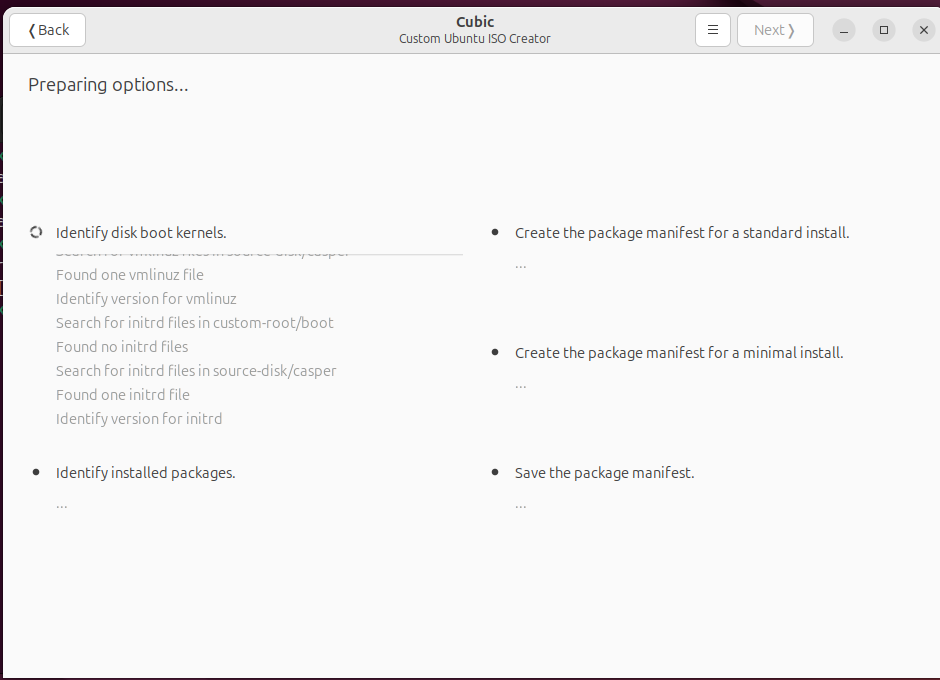 Cubic
Custom Ubuntu ISO Creator
❬Back
Next❭
Preparing options...
Identify disk boot kernels.
Search for vmlinuz files in source-disk/casper
Found one vmlinuz file
Identify version for vmlinuz
Search for initrd files in custom-root/boot
Found no initrd files
Search for initrd files in source-disk/casper
Found one initrd file
Identify version for initrd
Identify installed packages.
...
Create the package manifest for a standard install.
...
Create the package manifest for a minimal install.
...
Save the package manifest.
...